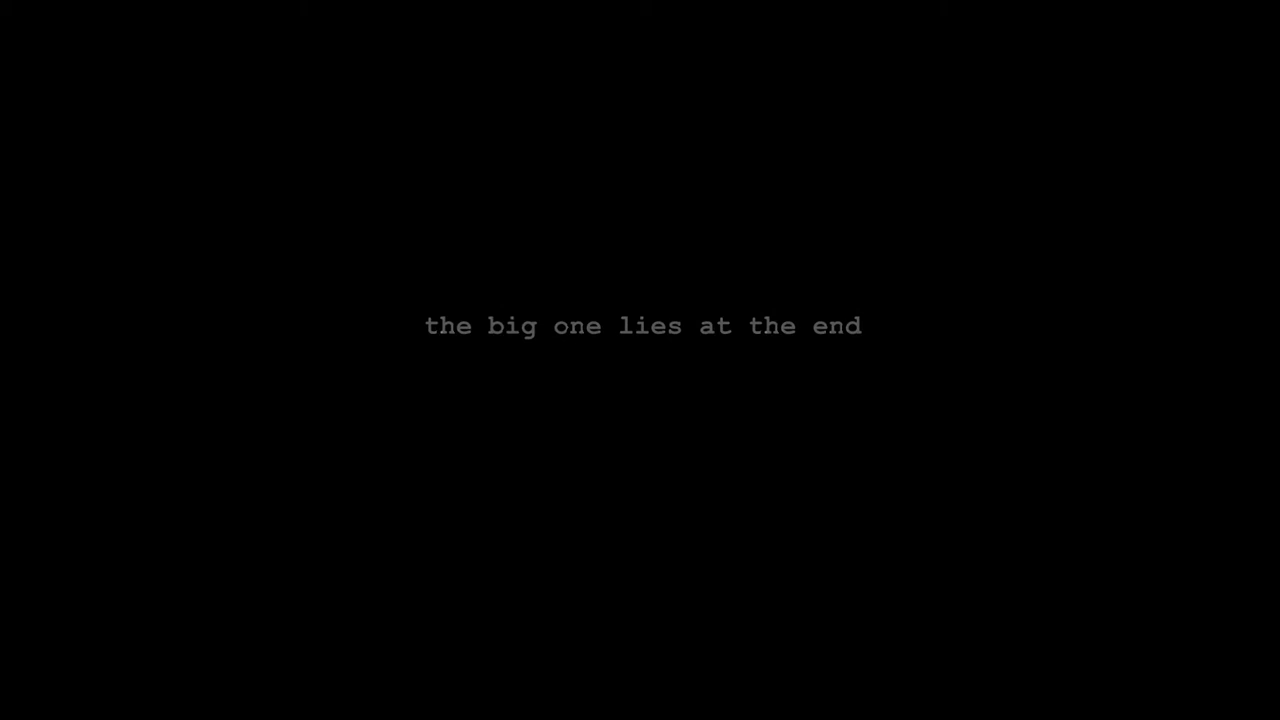 the big one lies at the end